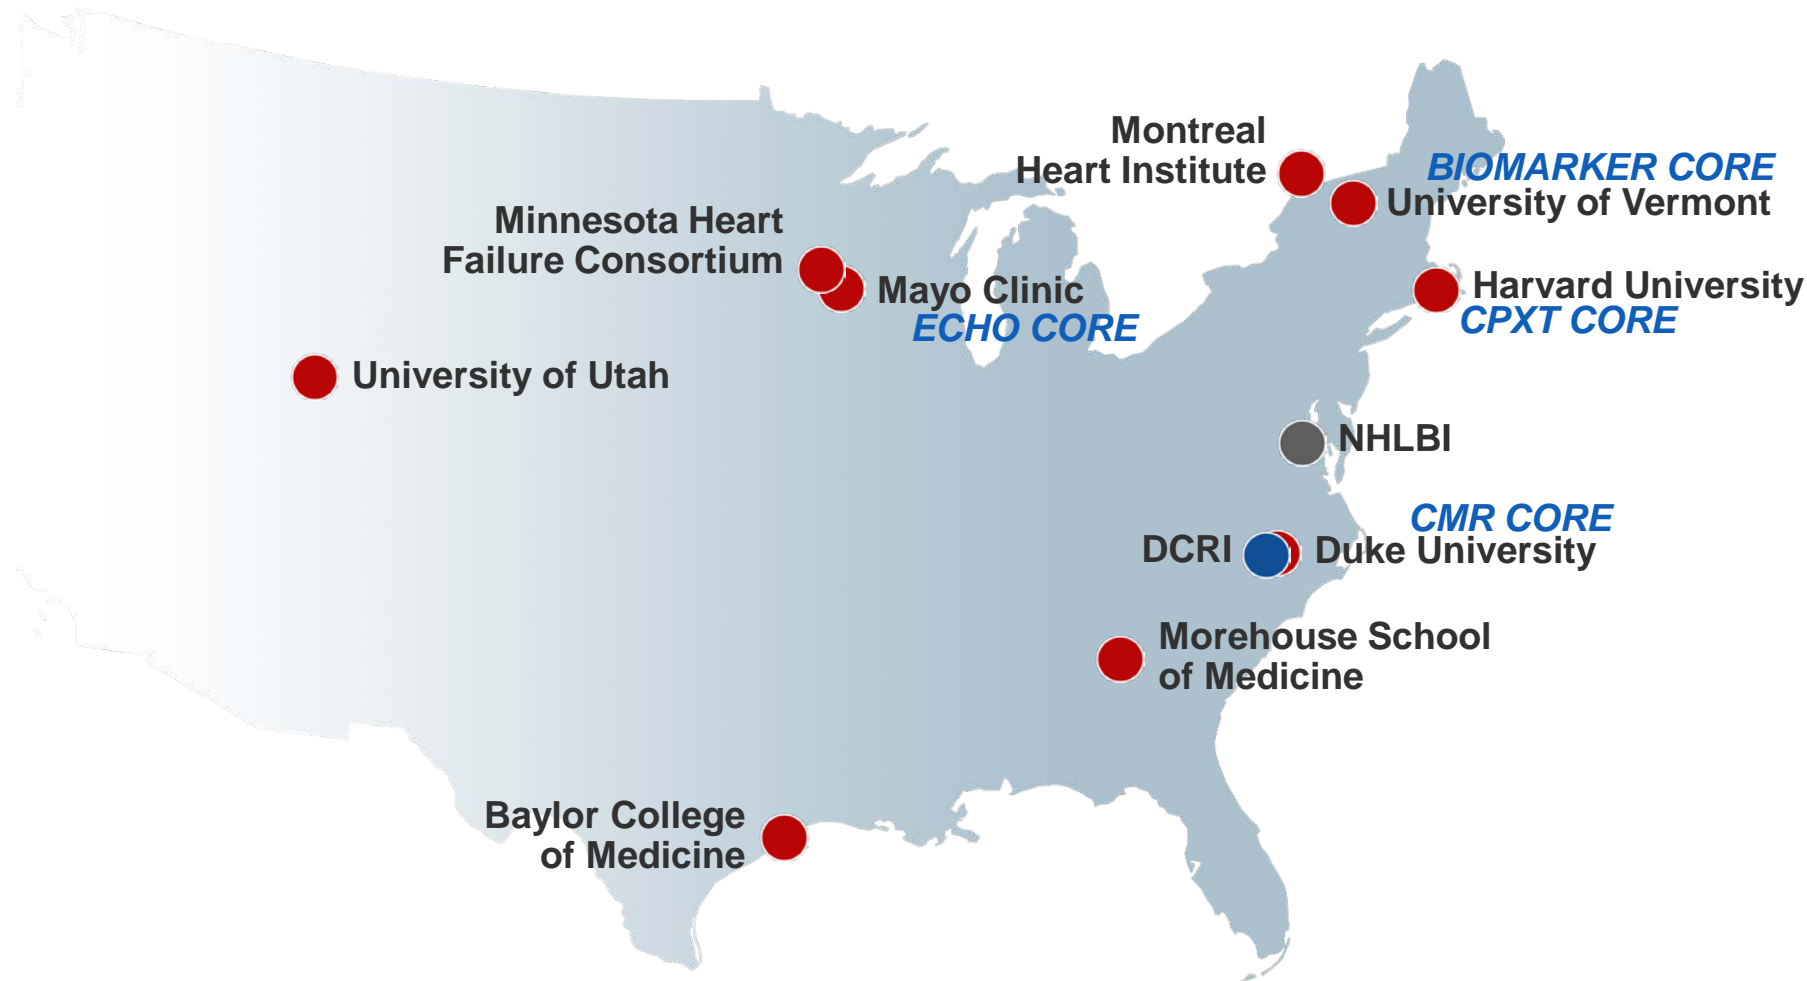 Montreal
Heart Institute
BIOMARKER CORE
University of Vermont
Minnesota Heart
Failure Consortium
Mayo Clinic
ECHO CORE
Harvard University
CPXT CORE
University of Utah
NHLBI
CMR CORE
DCRI
Duke University
Morehouse School
of Medicine
Baylor College
of Medicine